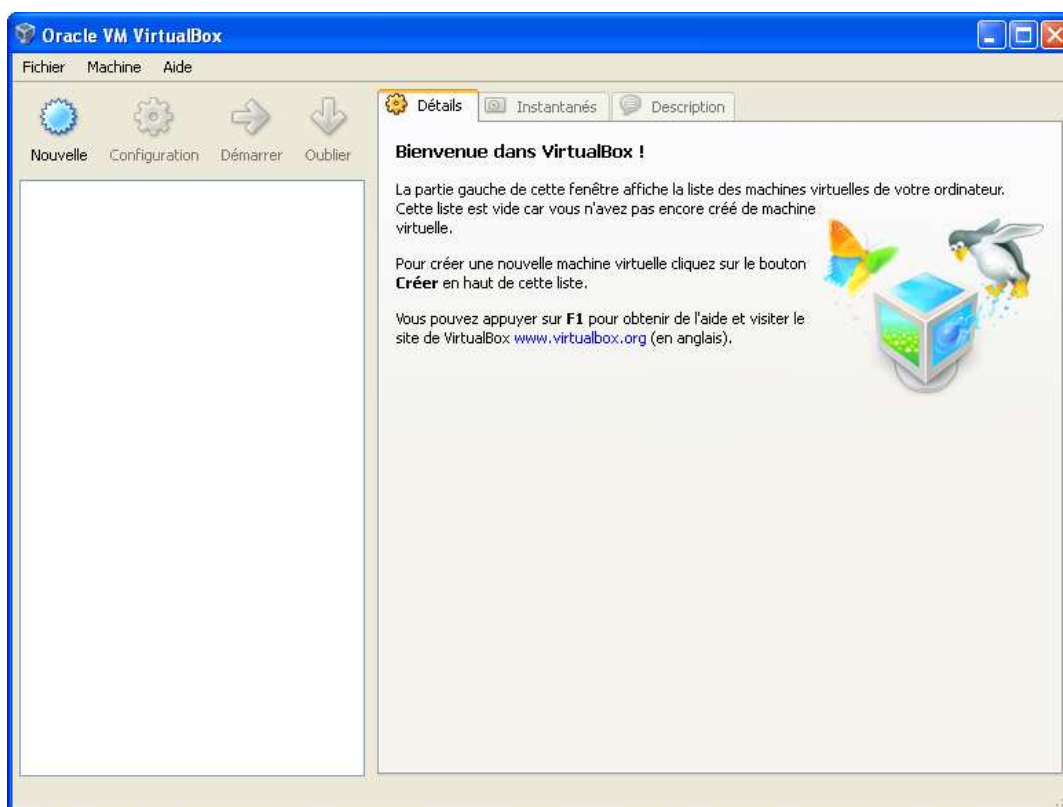 Oracle VM VirtualBox
Fichier Machine Aide
Nouvelle Configuration Démarrer Oublier
Détails Instantanés Description
Bienvenue dans VirtualBox !
La partie gauche de cette fenêtre affiche la liste des machines virtuelles de votre ordinateur.
Cette liste est vide car vous n'avez pas encore créé de machine
virtuelle.
Pour créer une nouvelle machine virtuelle cliquez sur le bouton
Créer en haut de cette liste.
Vous pouvez appuyer sur F1 pour obtenir de l'aide et visiter le
site de VirtualBox www.virtualbox.org (en anglais).